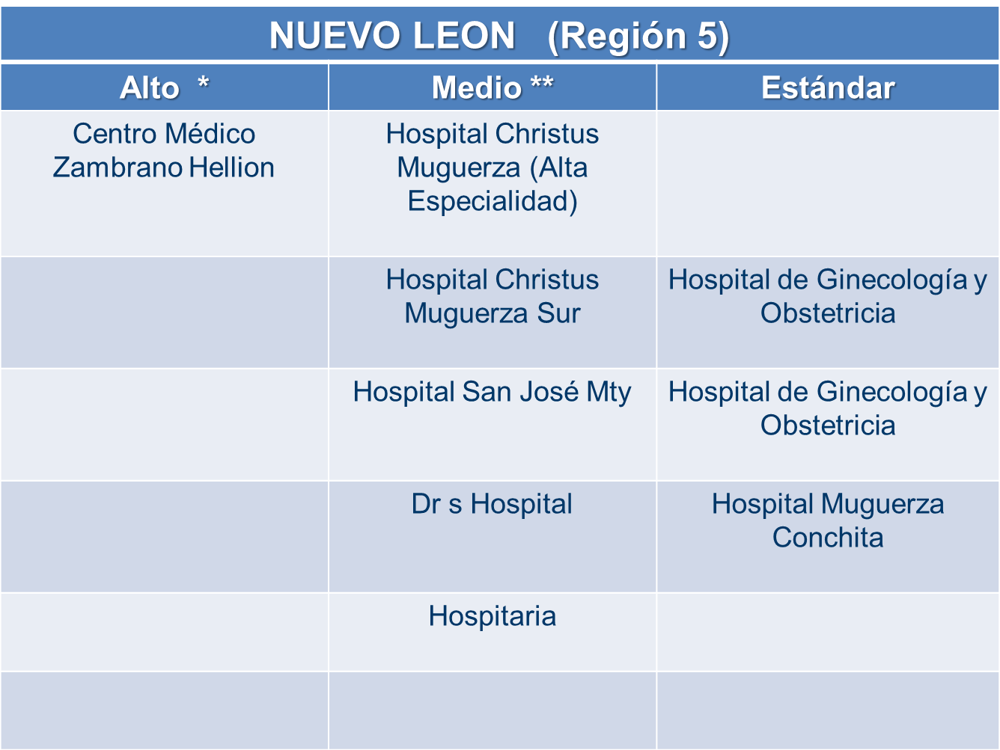 NUEVO LEON (Región 5)
Alto *
Medio **
Estándar
Centro Médico
Zambrano Hellion
Hospital Christus
Muguerza (Alta
Especialidad)
Hospital Christus
Muguerza Sur
Hospital de Ginecología y
Obstetricia
Hospital San José Mty
Hospital de Ginecología y
Obstetricia
Dr s Hospital
Hospital Muguerza
Conchita
Hospitaria